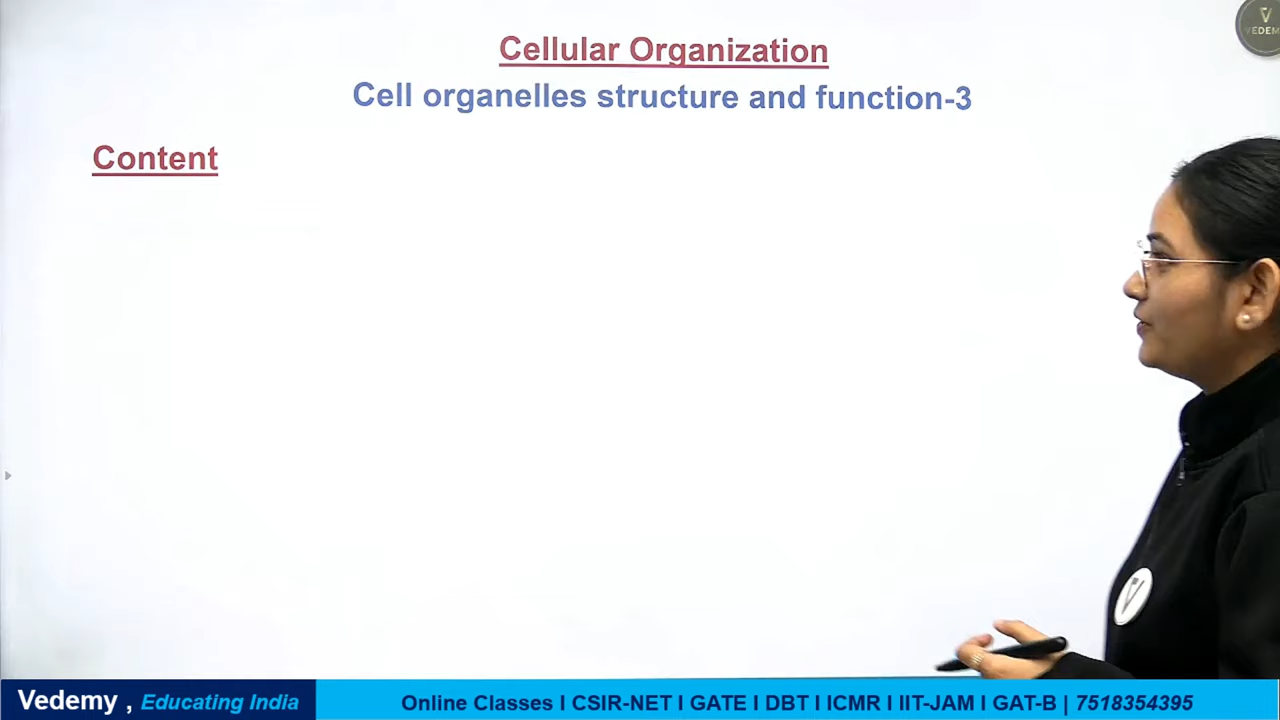 V
VEDEM
Cellular Organization
Cell organelles structure and function-3
Content
V
Vedemy , Educating India
Online Classes I CSIR-NET I GATE I DBT I ICMR I IIT-JAM I GAT-B | 7518354395